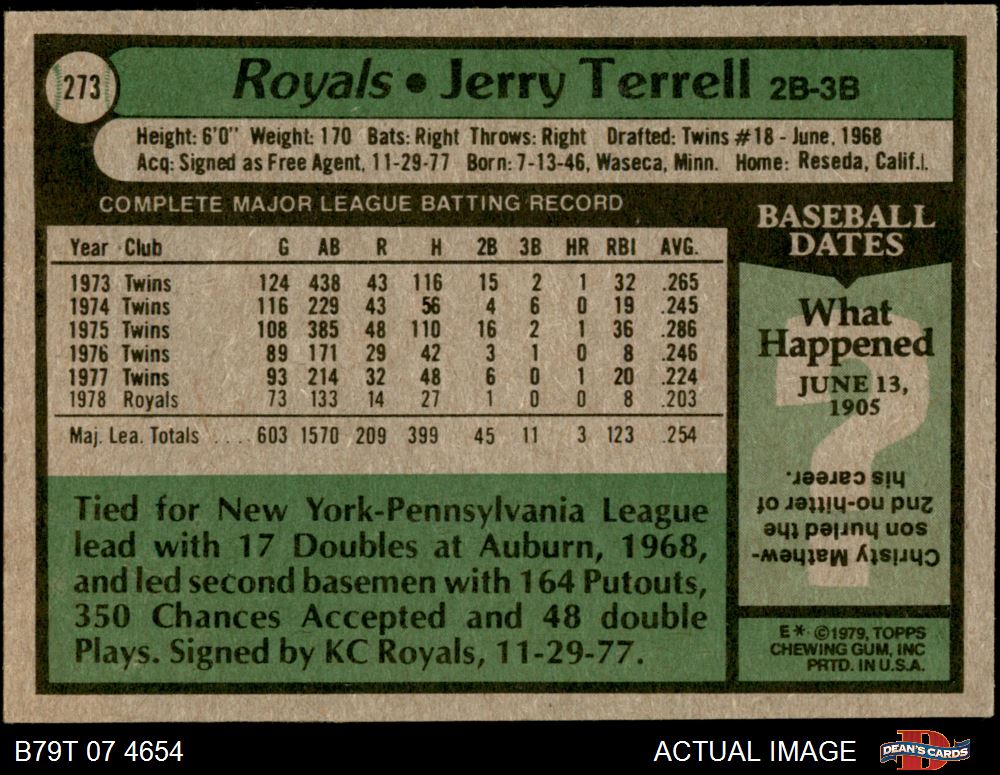 273
Royals • Jerry Terrell 2B-3B
Height: 6'0" Weight: 170 Bats: Right Throws: Right Drafted: Twins #18 - June, 1968
Acq: Signed as Free Agent, 11-29-77 Born: 7-13-46, Waseca, Minn. Home: Reseda, Calif.
COMPLETE MAJOR LEAGUE BATTING RECORD
Year Club G AB R H 2B 3B HR RBI AVG.
1973 Twins 124 438 43 116 15 2 1 32 .265
1974 Twins 116 229 43 56 4 6 0 19 .245
1975 Twins 108 385 48 110 16 2 1 36 .286
1976 Twins 89 171 29 42 3 1 0 8 .246
1977 Twins 93 214 32 48 6 0 1 20 .224
1978 Royals 73 133 14 27 1 0 0 8 .203
Maj. Lea. Totals .... 603 1570 209 399 45 11 3 123 .254
Tied for New York-Pennsylvania League
lead with 17 Doubles at Auburn, 1968,
and led second basemen with 164 Putouts,
350 Chances Accepted and 48 double
Plays. Signed by KC Royals, 11-29-77.
BASEBALL
DATES
What
Happened
JUNE 13,
1905
?
Christy Mathew-
son hurled the
2nd no-hitter of
his career.
E* ©1979, TOPPS
CHEWING GUM, INC
PRTD. IN U.S.A.
B79T 07 4654
ACTUAL IMAGE
D
DEAN'S CARDS